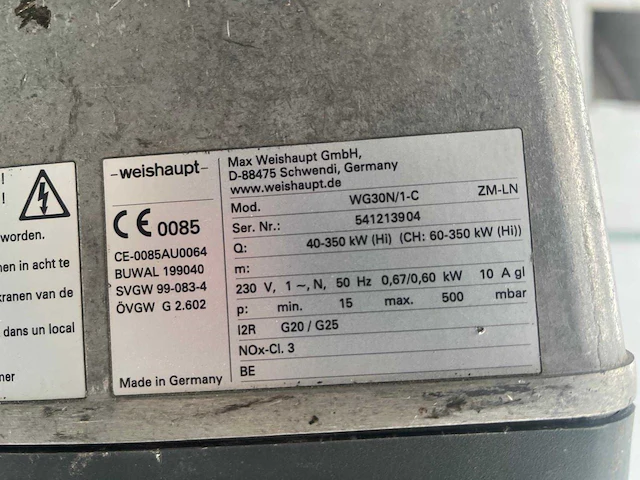 !
!
worden.
nen in acht te
kranen van de
dans un local
ner
-weishaupt-
CE 0085
CE-0085AU0064
BUWAL 199040
SVGW 99-083-4
ÖVGW G 2.602
Made in Germany
Max Weishaupt GmbH,
D-88475 Schwendi, Germany
www.weishaupt.de
Mod. WG30N/1-C ZM-LN
Ser. Nr.: 541213904
Q: 40-350 kW (Hi) (CH: 60-350 kW (Hi))
m:
230 V, 1~, N, 50 Hz 0,67/0,60 kW 10 A gl
p: min. 15 max. 500 mbar
I2R G20/G25
NOx-Cl. 3
BE